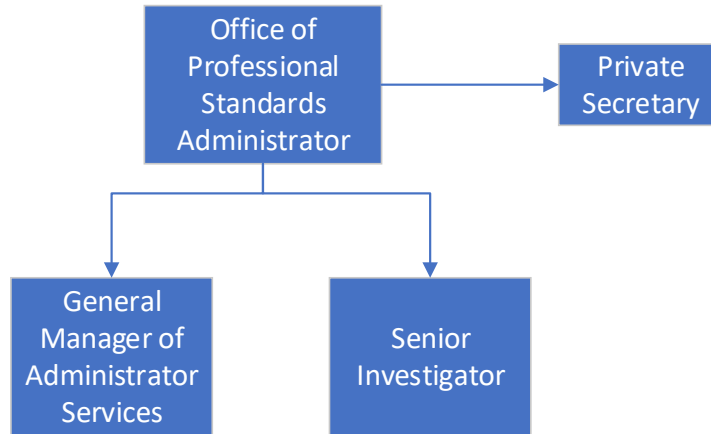 Office of
Professional
Standards
Administrator
Private
Secretary
General
Manager of
Administrator
Services
Senior
Investigator